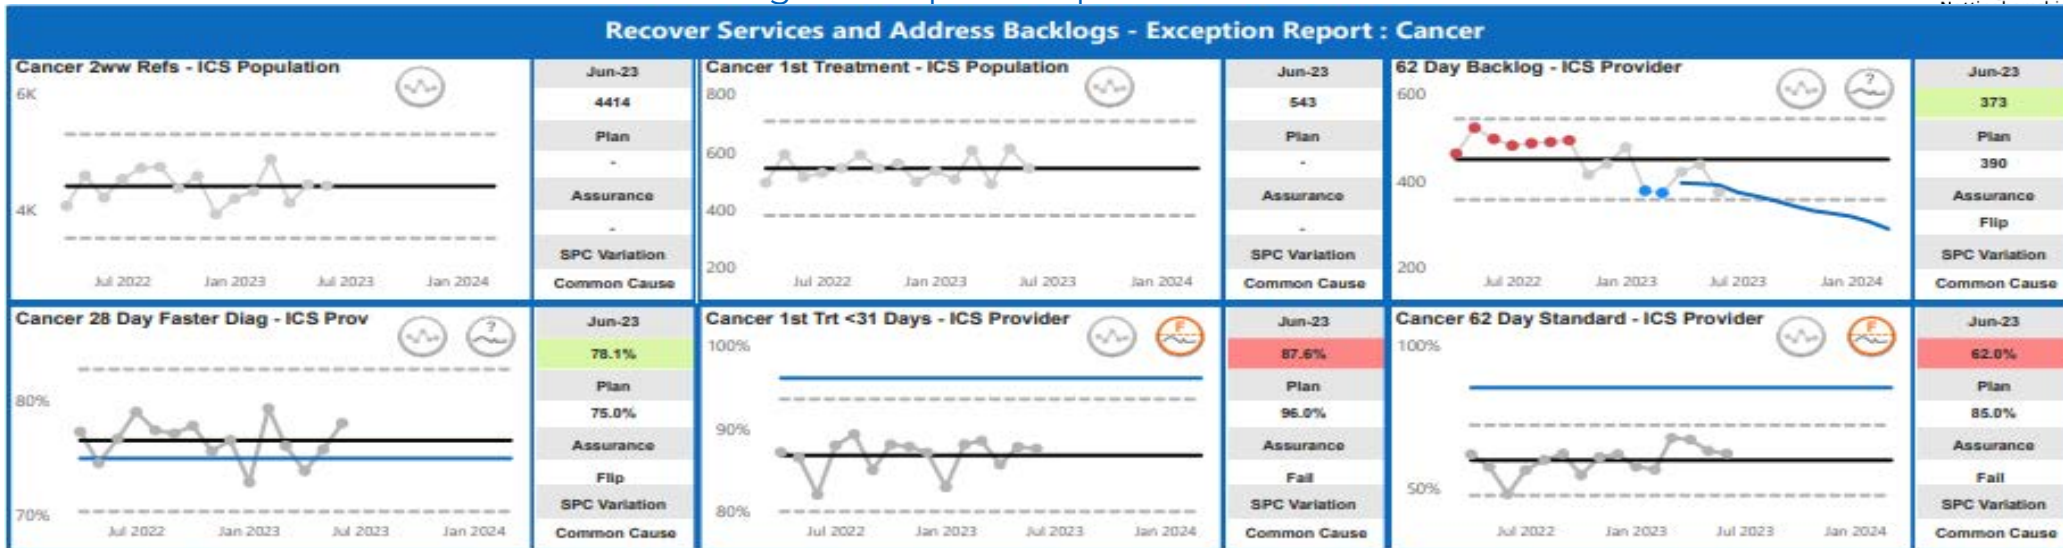 Recover Services and Address Backlogs - Exception Report : Cancer
Cancer 2ww Refs - ICS Population
6K
4K
Jul 2022 Jan 2023 Jul 2023 Jan 2024
Jun-23
4414
Plan
-
Assurance
-
SPC Variation
Common Cause
Cancer 1st Treatment - ICS Population
800
600
400
200
Jul 2022 Jan 2023 Jul 2023 Jan 2024
Jun-23
543
Plan
-
Assurance
-
SPC Variation
Common Cause
62 Day Backlog - ICS Provider
?
600
400
200
Jul 2022 Jan 2023 Jul 2023 Jan 2024
Jun-23
373
Plan
390
Assurance
Flip
SPC Variation
Common Cause
Cancer 28 Day Faster Diag - ICS Prov
?
80%
70%
Jul 2022 Jan 2023 Jul 2023 Jan 2024
Jun-23
78.1%
Plan
75.0%
Assurance
Flip
SPC Variation
Common Cause
Cancer 1st Trt <31 Days - ICS Provider
F
100%
90%
80%
Jul 2022 Jan 2023 Jul 2023 Jan 2024
Jun-23
87.6%
Plan
96.0%
Assurance
Fail
SPC Variation
Common Cause
Cancer 62 Day Standard - ICS Provider
F
100%
50%
Jul 2022 Jan 2023 Jul 2023 Jan 2024
Jun-23
62.0%
Plan
85.0%
Assurance
Fail
SPC Variation
Common Cause